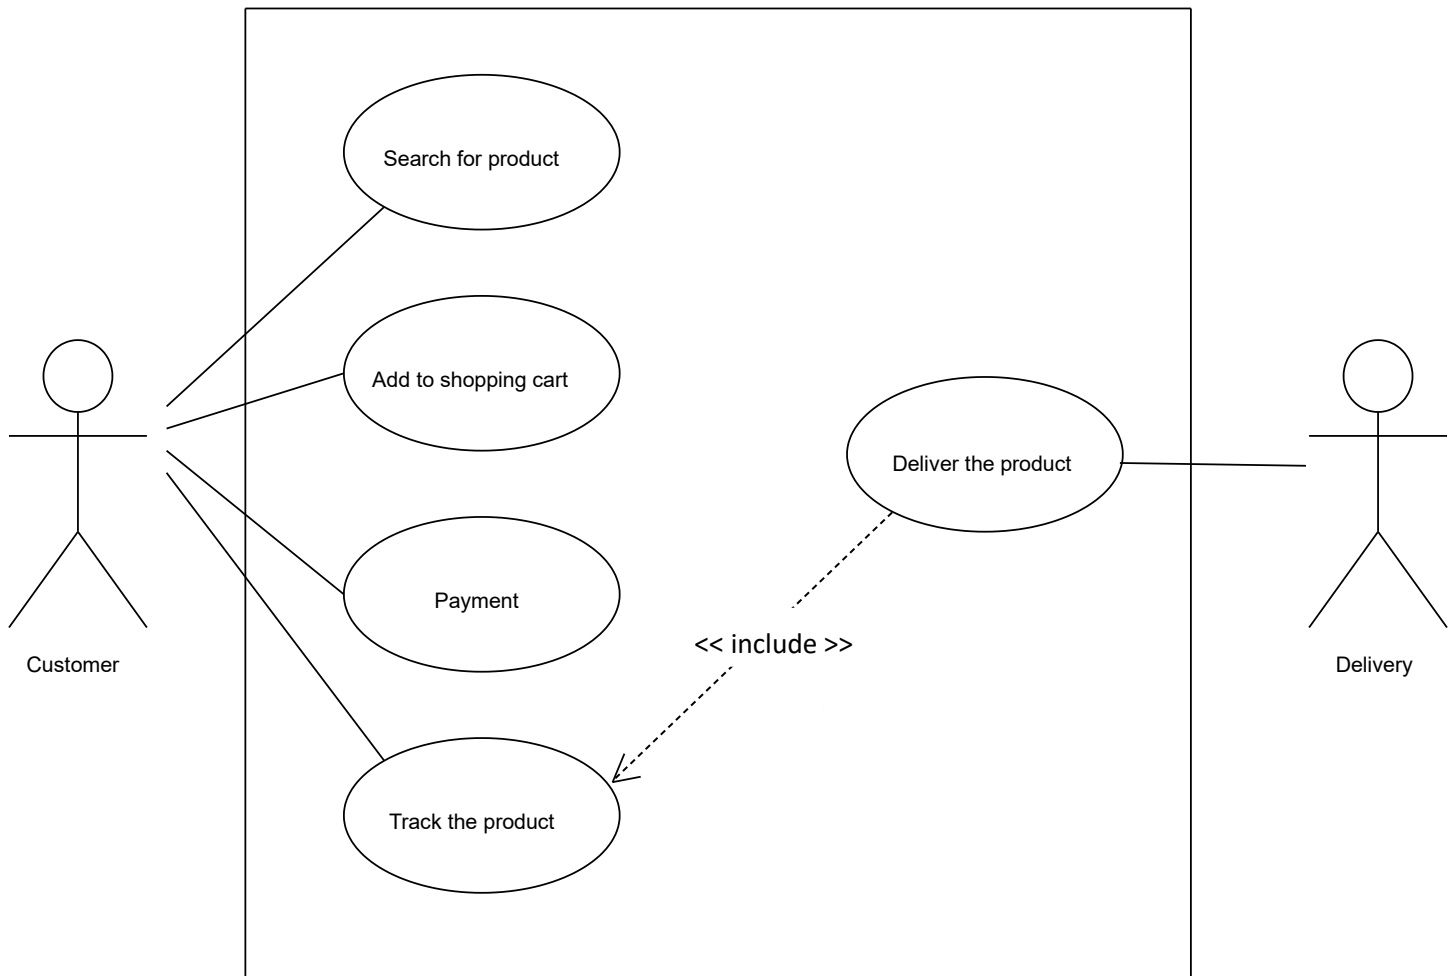 Search for product
Add to shopping cart
Deliver the product
Payment
<< include >>
Customer
Delivery
Track the product